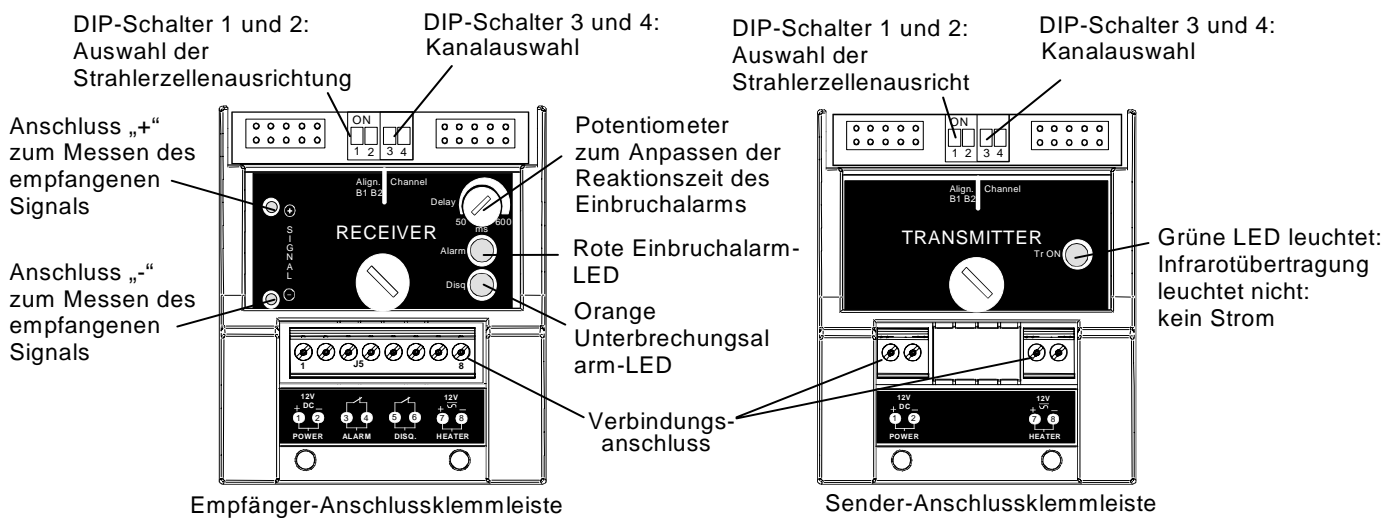 DIP-Schalter 1 und 2:
Auswahl der
Strahlerzellenausrichtung
DIP-Schalter 3 und 4:
Kanalauswahl
Anschluss „+“
zum Messen des
empfangenen
Signals
Anschluss „-“
zum Messen des
empfangenen
Signals
ON
1 2 3 4
Align. Channel
B1 B2
Delay
50 600
ms
+
SIGNAL
-
RECEIVER
Alarm
Disq
1 J5 8
12V
DC
+ -
1 2 3 4 5 6 7 8
POWER ALARM DISQ. HEATER
12V
+ -
Empfänger-Anschlussklemmleiste
Potentiometer
zum Anpassen der
Reaktionszeit des
Einbruchalarms
Rote Einbruchalarm-
LED
Orange
Unterbrechungsal
arm-LED
Verbindungs-
anschluss
DIP-Schalter 1 und 2:
Auswahl der
Strahlerzellenausricht
DIP-Schalter 3 und 4:
Kanalauswahl
ON
1 2 3 4
Align. Channel
B1 B2
TRANSMITTER
Tr ON
12V
DC
+ -
1 2
POWER
12V
+ -
7 8
HEATER
Grüne LED leuchtet:
Infrarotübertragung
leuchtet nicht:
kein Strom
Sender-Anschlussklemmleiste